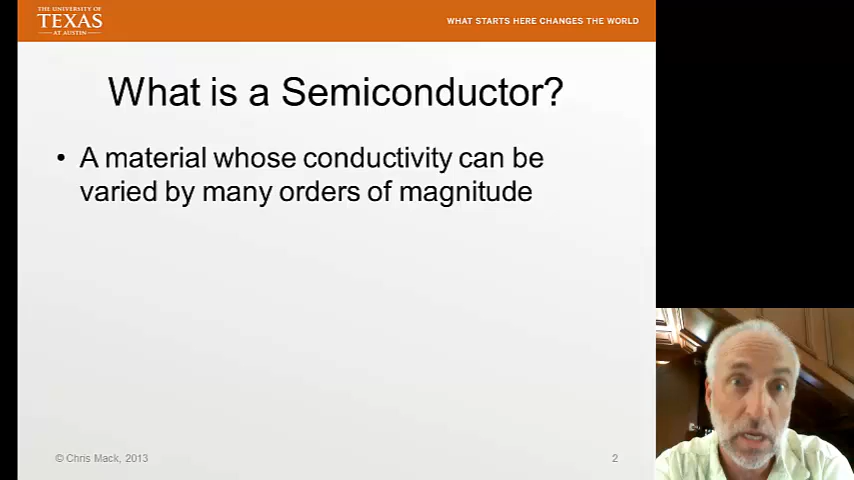 THE UNIVERSITY OF
TEXAS
AT AUSTIN
WHAT STARTS HERE CHANGES THE WORLD
What is a Semiconductor?
• A material whose conductivity can be
varied by many orders of magnitude
© Chris Mack, 2013
2